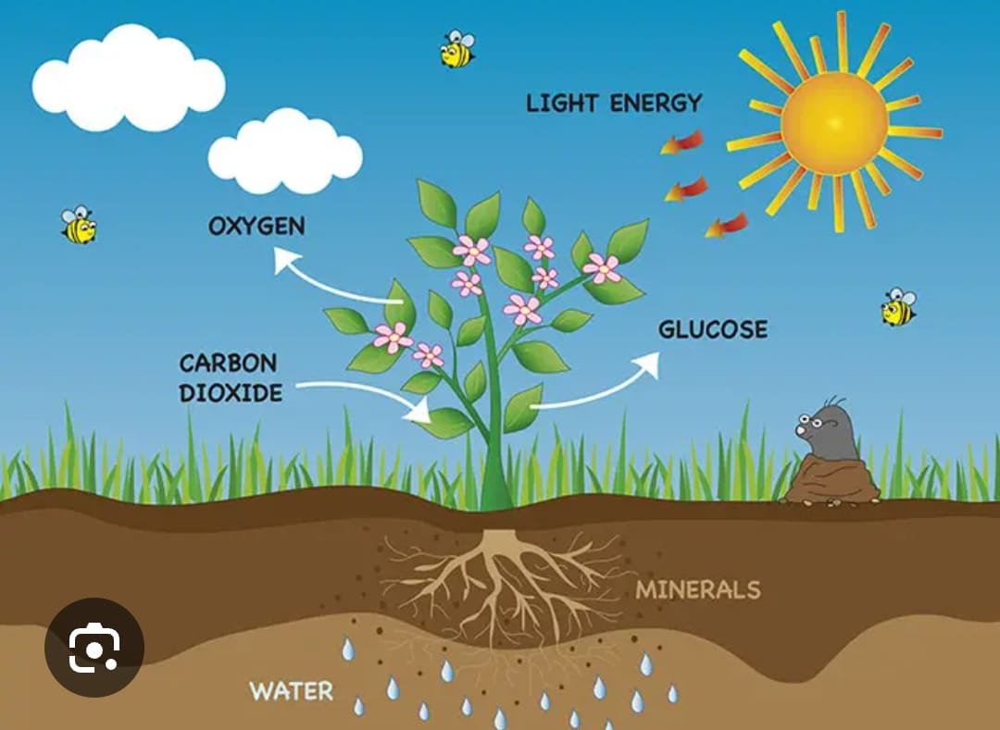 LIGHT ENERGY
OXYGEN
GLUCOSE
CARBON
DIOXIDE
MINERALS
WATER